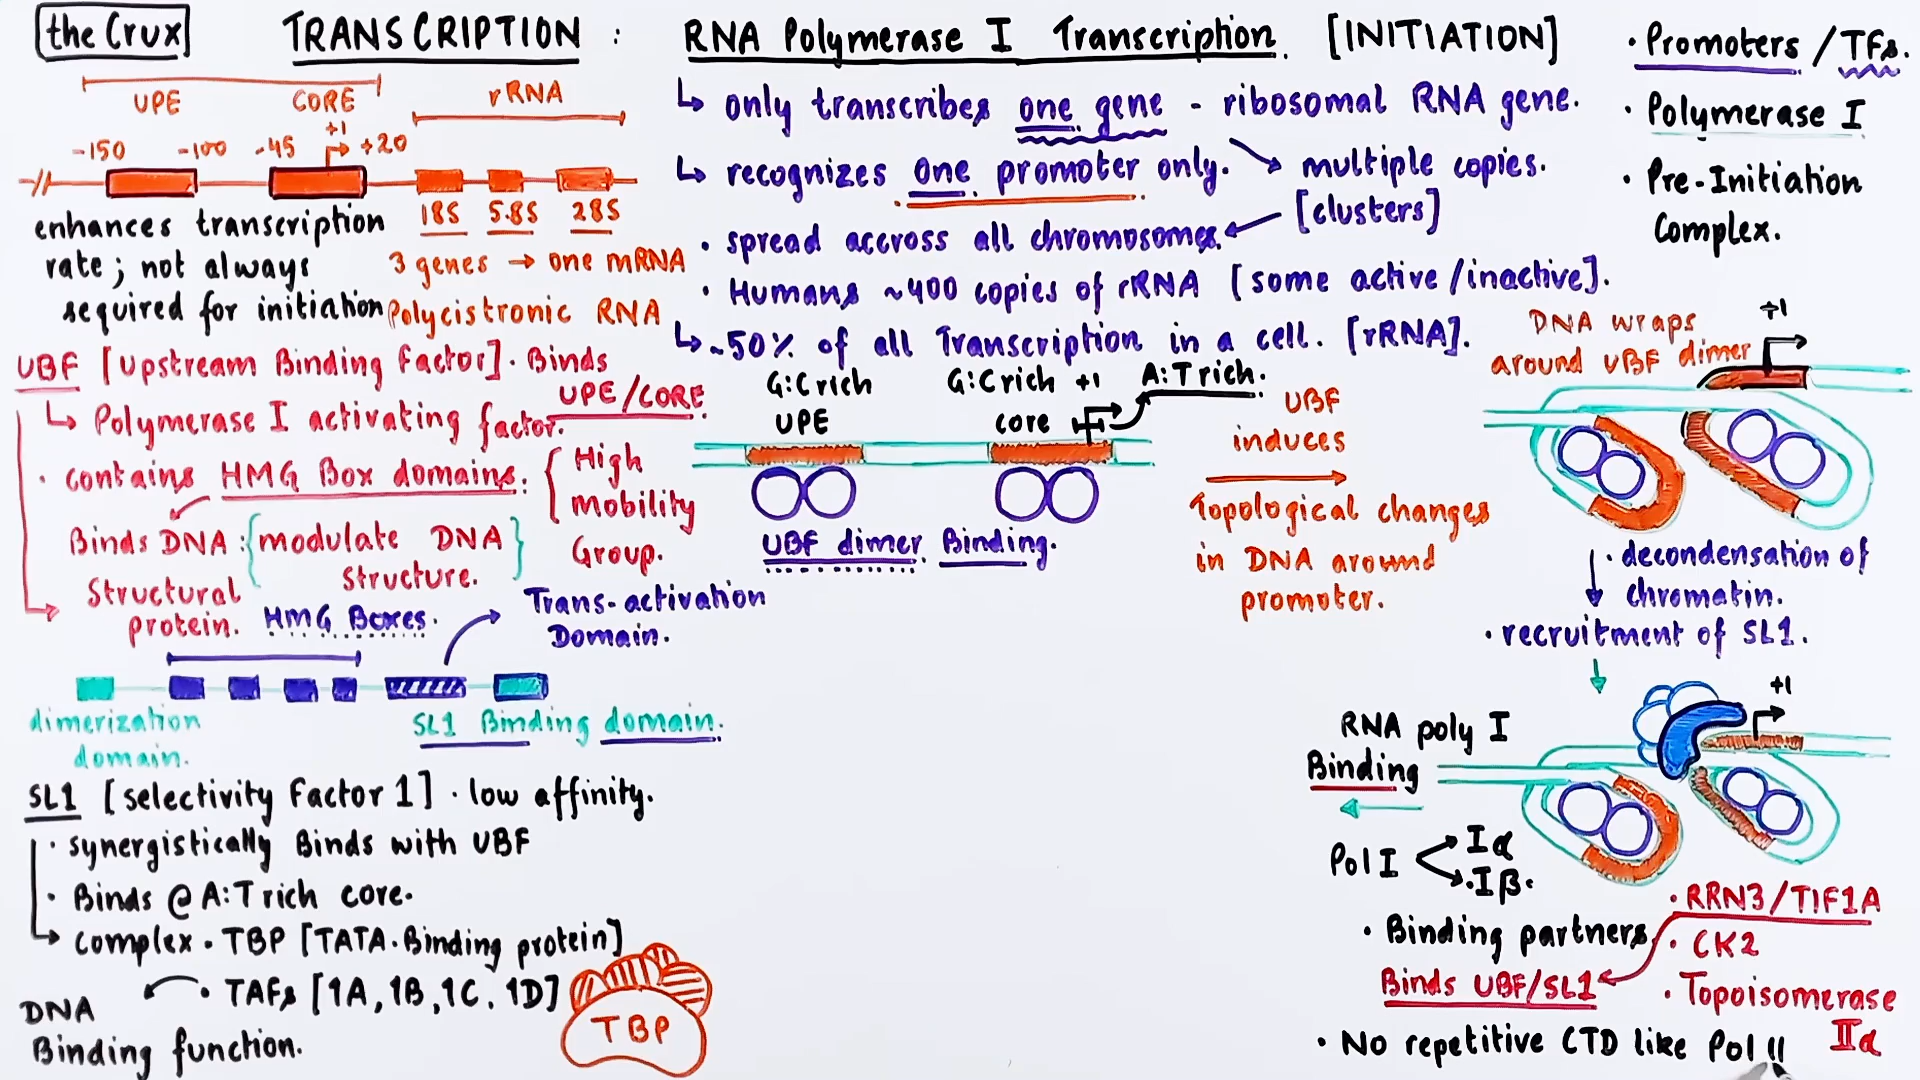 the Crux
TRANSCRIPTION : RNA Polymerase I Transcription. [INITIATION]
· Promoters / TFs.
· Polymerase I
· Pre-Initiation
Complex.
UPE CORE rRNA
-150 -100 -45 +1 +20
18S 5.8S 28S
enhances transcription
rate; not always
required for initiation
3 genes → one mRNA
Polycistronic RNA
↳ only transcribes one gene - ribosomal RNA gene.
↳ recognizes one promoter only. multiple copies.
[clusters]
· spread accross all chromosomes.
· Humans ~400 copies of rRNA [some active/inactive].
↳ ~50% of all Transcription in a cell. [rRNA].
UBF [Upstream Binding Factor]. Binds
UPE/CORE.
↳ Polymerase I activating factor.
· contains HMG Box domains.
High
mobility
Group.
Binds DNA : {modulate DNA
structure.}
Structural
protein.
HMG Boxes.
Trans-activation
Domain.
dimerization
domain.
SL1 Binding domain.
SL1 [selectivity Factor 1] · low affinity.
· synergistically Binds with UBF
· Binds @ A:T rich core.
→ complex · TBP [TATA·Binding protein]
· TAFs [1A, 1B, 1C, 1D]
DNA
Binding function.
TBP
G:C rich
UPE
G:C rich +1
core
A:T rich.
UBF dimer Binding.
UBF
induces
Topological changes
in DNA around
promoter.
DNA wraps
around UBF dimer
+1
· decondensation of
chromatin.
· recruitment of SL1.
+1
RNA poly I
Binding
Pol I
Iα
·Iβ·
· Binding partners
· RRN3/TIF1A
· CK2
· Topoisomerase
IIα
Binds UBF/SL1
· No repetitive CTD like Pol II